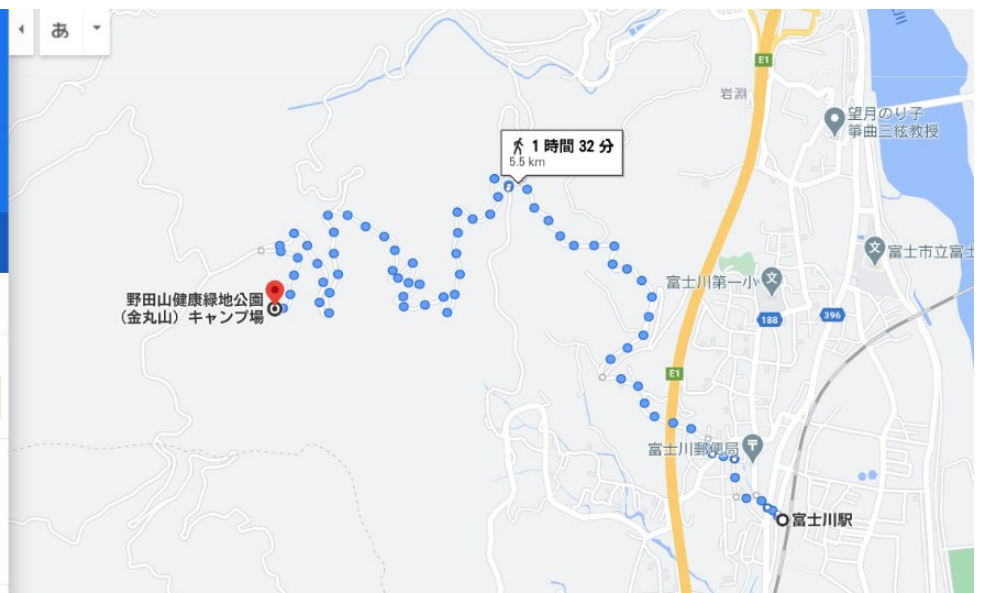 あ
E1
岩淵
望月のり子
箏曲三絃教授
1 時間 32 分
5.5 km
富士市立富士
富士川第一小
文
文
野田山健康緑地公園
（金丸山）キャンプ場
188
396
E1
富士川郵便局
富士川駅